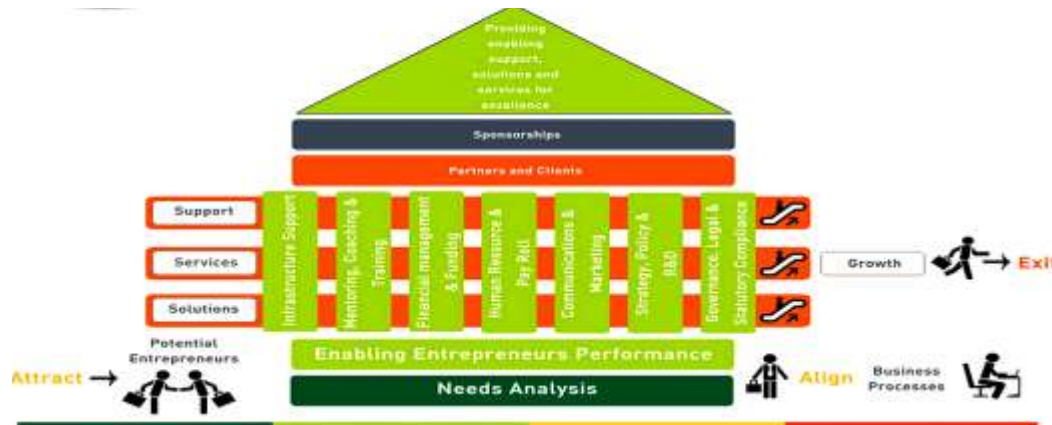 Providing
enabling
support,
solutions and
services for
excellence
Sponsorships
Partners and Clients
Support
Services
Solutions
Infrastructure Support
Mentoring, Coaching &
Training
Financial management
& Funding
Human Resource &
Pay Roll
Communications &
Marketing
Strategy, Policy &
R&D
Governance, Legal &
Statutory Compliance
Growth
Exit
Potential
Entrepreneurs
Attract
Enabling Entrepreneurs Performance
Needs Analysis
Align
Business
Processes